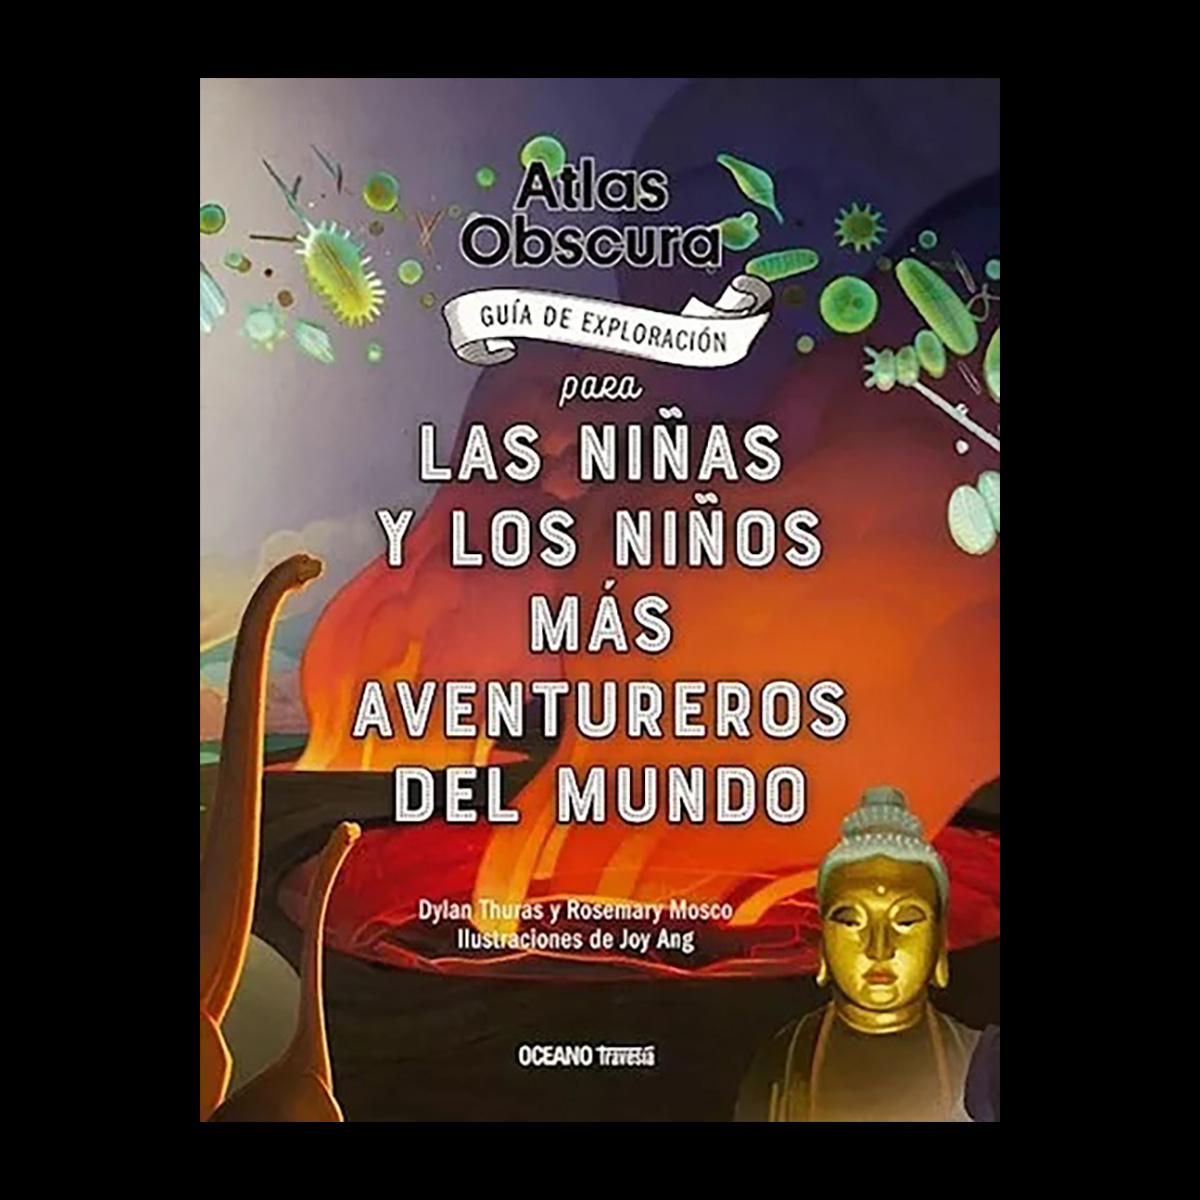 Atlas
Obscura
GUÍA DE EXPLORACIÓN
para
LAS NIÑAS
Y LOS NIÑOS
MÁS
AVENTUREROS
DEL MUNDO
Dylan Thuras y Rosemary Mosco
Ilustraciones de Joy Ang
OCEANO travesía